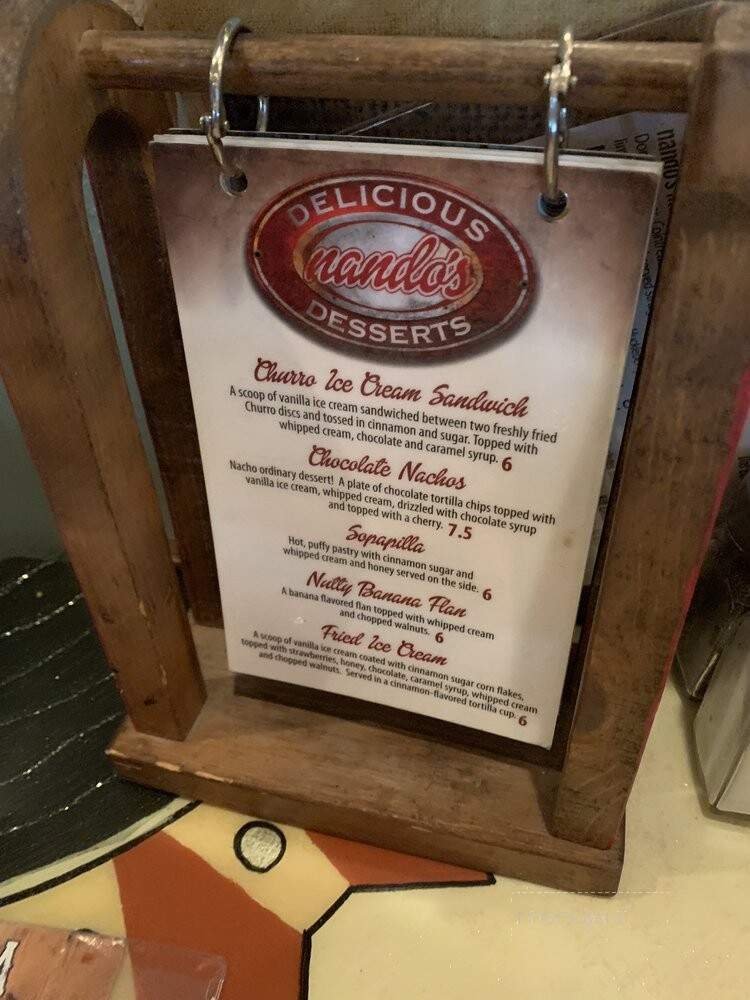 DELICIOUS
nando's
DESSERTS
Churro Ice Cream Sandwich
A scoop of vanilla ice cream sandwiched between two freshly fried
Churro discs and tossed in cinnamon and sugar. Topped with
whipped cream, chocolate and caramel syrup. 6
Chocolate Nachos
Nacho ordinary dessert! A plate of chocolate tortilla chips topped with
vanilla ice cream, whipped cream, drizzled with chocolate syrup
and topped with a cherry. 7.5
Sopapilla
Hot, puffy pastry with cinnamon sugar and
whipped cream and honey served on the side. 6
Nutty Banana Flan
A banana flavored flan topped with whipped cream
and chopped walnuts. 6
Fried Ice Cream
A scoop of vanilla ice cream coated with cinnamon sugar corn flakes,
topped with strawberries, honey, chocolate, caramel syrup, whipped cream
and chopped walnuts. Served in a cinnamon-flavored tortilla cup. 6
nando's